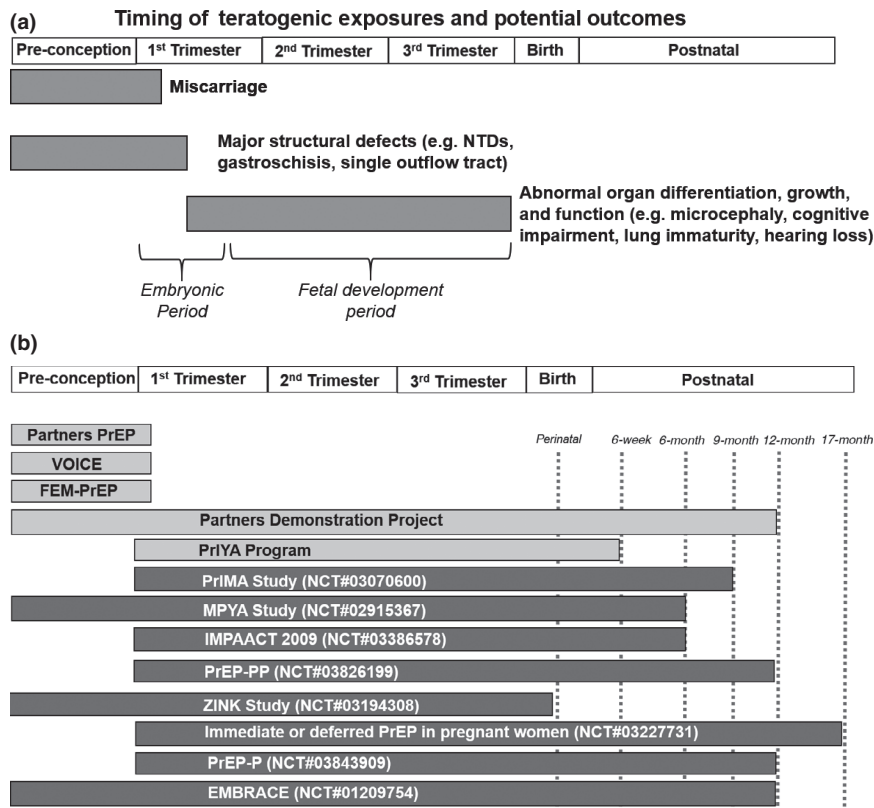 (a)
Timing of teratogenic exposures and potential outcomes
Pre-conception 1st Trimester 2nd Trimester 3rd Trimester Birth Postnatal
Miscarriage
Major structural defects (e.g. NTDs,
gastroschisis, single outflow tract)
Abnormal organ differentiation, growth,
and function (e.g. microcephaly, cognitive
impairment, lung immaturity, hearing loss)
Embryonic
Period
Fetal development
period
(b)
Pre-conception 1st Trimester 2nd Trimester 3rd Trimester Birth Postnatal
Perinatal 6-week 6-month 9-month 12-month 17-month
Partners PrEP
VOICE
FEM-PrEP
Partners Demonstration Project
PrIYA Program
PrIMA Study (NCT#03070600)
MPYA Study (NCT#02915367)
IMPAACT 2009 (NCT#03386578)
PrEP-PP (NCT#03826199)
ZINK Study (NCT#03194308)
Immediate or deferred PrEP in pregnant women (NCT#03227731)
PrEP-P (NCT#03843909)
EMBRACE (NCT#01209754)